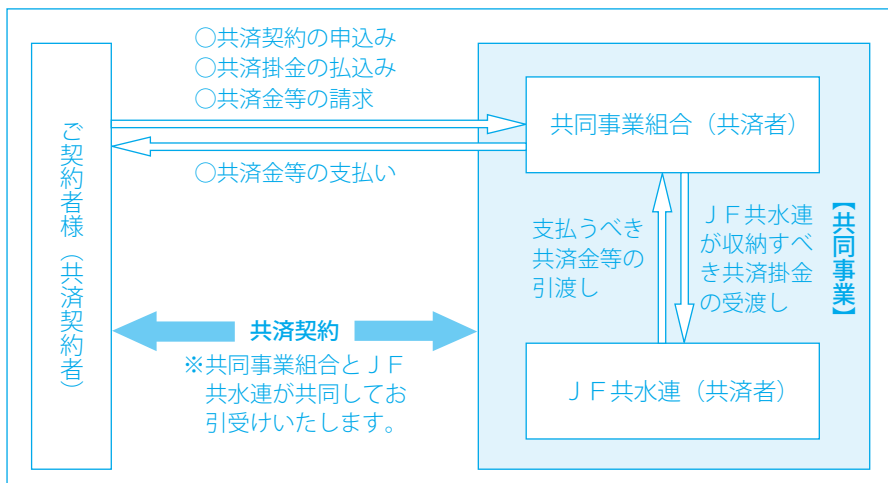 ○共済契約の申込み
○共済掛金の払込み
○共済金等の請求
○共済金等の支払い
ご契約者様（共済契約者）
共済契約
※共同事業組合とＪＦ
共水連が共同してお
引受けいたします。
共同事業組合（共済者）
支払うべき
共済金等の
引渡し
ＪＦ共水連
が収納すべ
き共済掛金
の受渡し
【共同事業】
ＪＦ共水連（共済者）